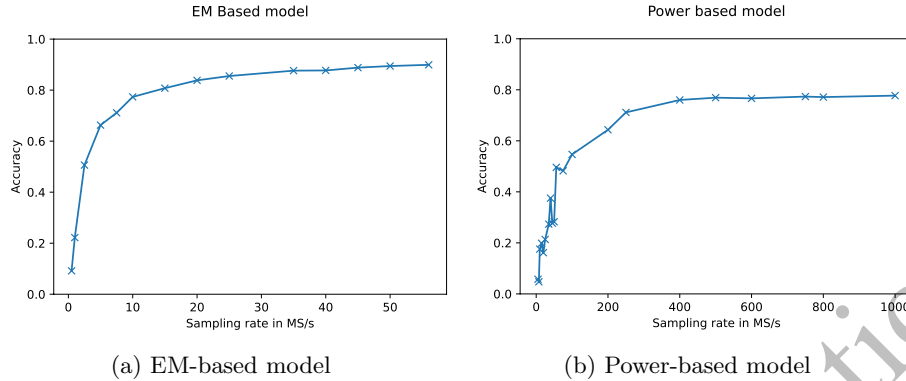 EM Based model
1.0
0.8
0.6
0.4
0.2
0.0
Accuracy
0 10 20 30 40 50
Sampling rate in MS/s
(a) EM-based model
Power based model
1.0
0.8
0.6
0.4
0.2
0.0
Accuracy
0 200 400 600 800 1000
Sampling rate in MS/s
(b) Power-based model